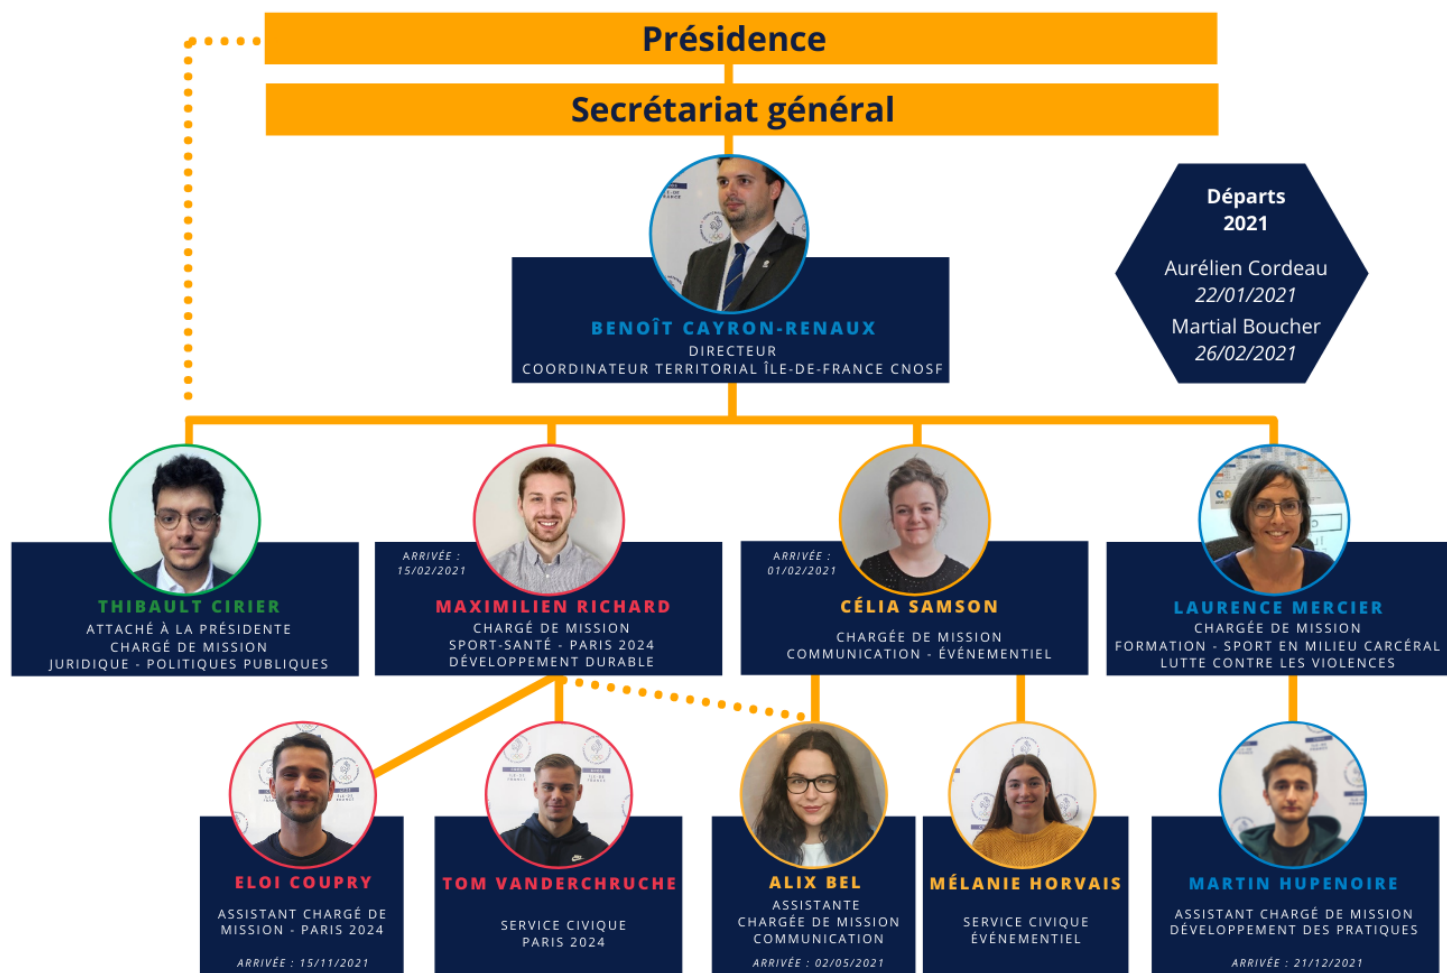 Présidence
Secrétariat général
Départs
2021
Aurélien Cordeau
22/01/2021
Martial Boucher
26/02/2021
BENOÎT CAYRON-RENAUX
DIRECTEUR
COORDINATEUR TERRITORIAL ÎLE-DE-FRANCE CNOSF
THIBAULT CIRIER
ATTACHÉ À LA PRÉSIDENTE
CHARGÉ DE MISSION
JURIDIQUE - POLITIQUES PUBLIQUES
ARRIVÉE :
15/02/2021
MAXIMILIEN RICHARD
CHARGÉ DE MISSION
SPORT-SANTÉ - PARIS 2024
DÉVELOPPEMENT DURABLE
ARRIVÉE :
01/02/2021
CÉLIA SAMSON
CHARGÉE DE MISSION
COMMUNICATION - ÉVÉNEMENTIEL
LAURENCE MERCIER
CHARGÉE DE MISSION
FORMATION - SPORT EN MILIEU CARCÉRAL
LUTTE CONTRE LES VIOLENCES
ELOI COUPRY
ASSISTANT CHARGÉ DE
MISSION - PARIS 2024
ARRIVÉE : 15/11/2021
TOM VANDERCHRUCHE
SERVICE CIVIQUE
PARIS 2024
ALIX BEL
ASSISTANTE
CHARGÉE DE MISSION
COMMUNICATION
ARRIVÉE : 02/05/2021
MÉLANIE HORVAIS
SERVICE CIVIQUE
ÉVÉNEMENTIEL
MARTIN HUPENOIRE
ASSISTANT CHARGÉ DE MISSION
DÉVELOPPEMENT DES PRATIQUES
ARRIVÉE : 21/12/2021